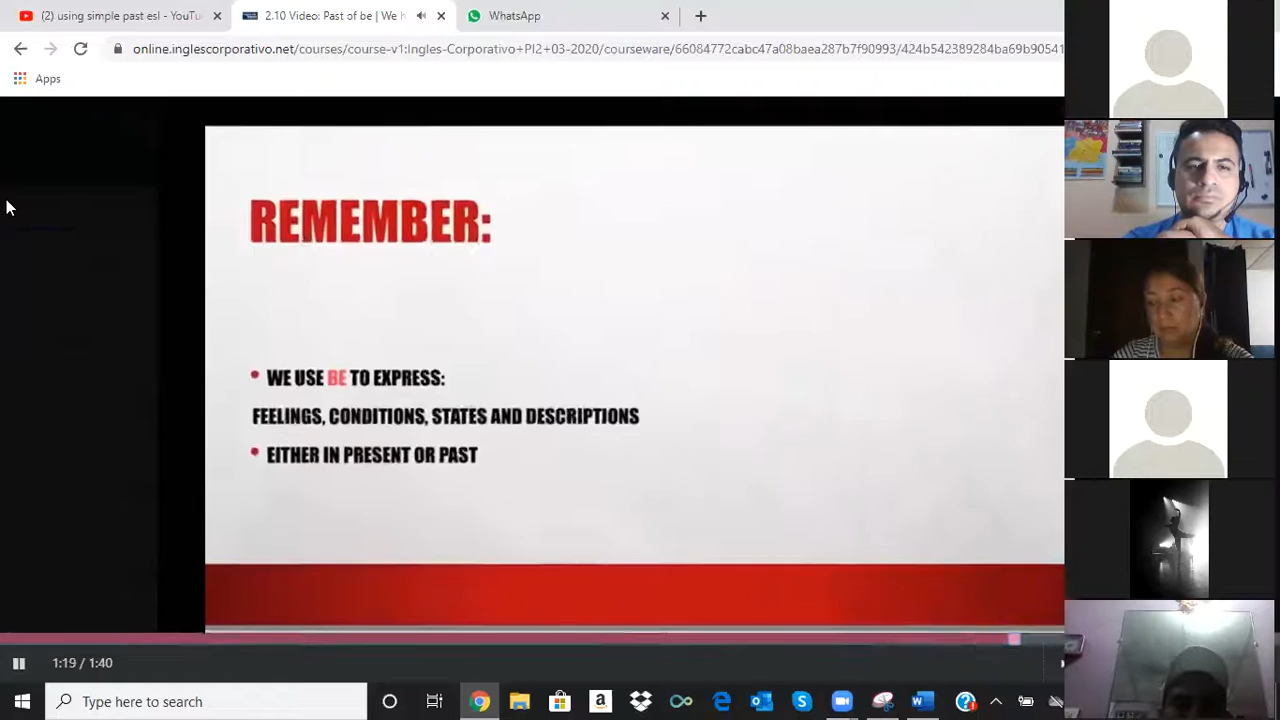 (2) using simple past esl - YouTu
2.10 Video: Past of be | We h
WhatsApp
online.inglescorporativo.net/courses/course-v1:Ingles-Corporativo+PI2+03-2020/courseware/66084772cabc47a08baea287b7f90993/424b542389284ba69b90541
Apps
REMEMBER:
• WE USE BE TO EXPRESS:
FEELINGS, CONDITIONS, STATES AND DESCRIPTIONS
• EITHER IN PRESENT OR PAST
1:19 / 1:40
Type here to search